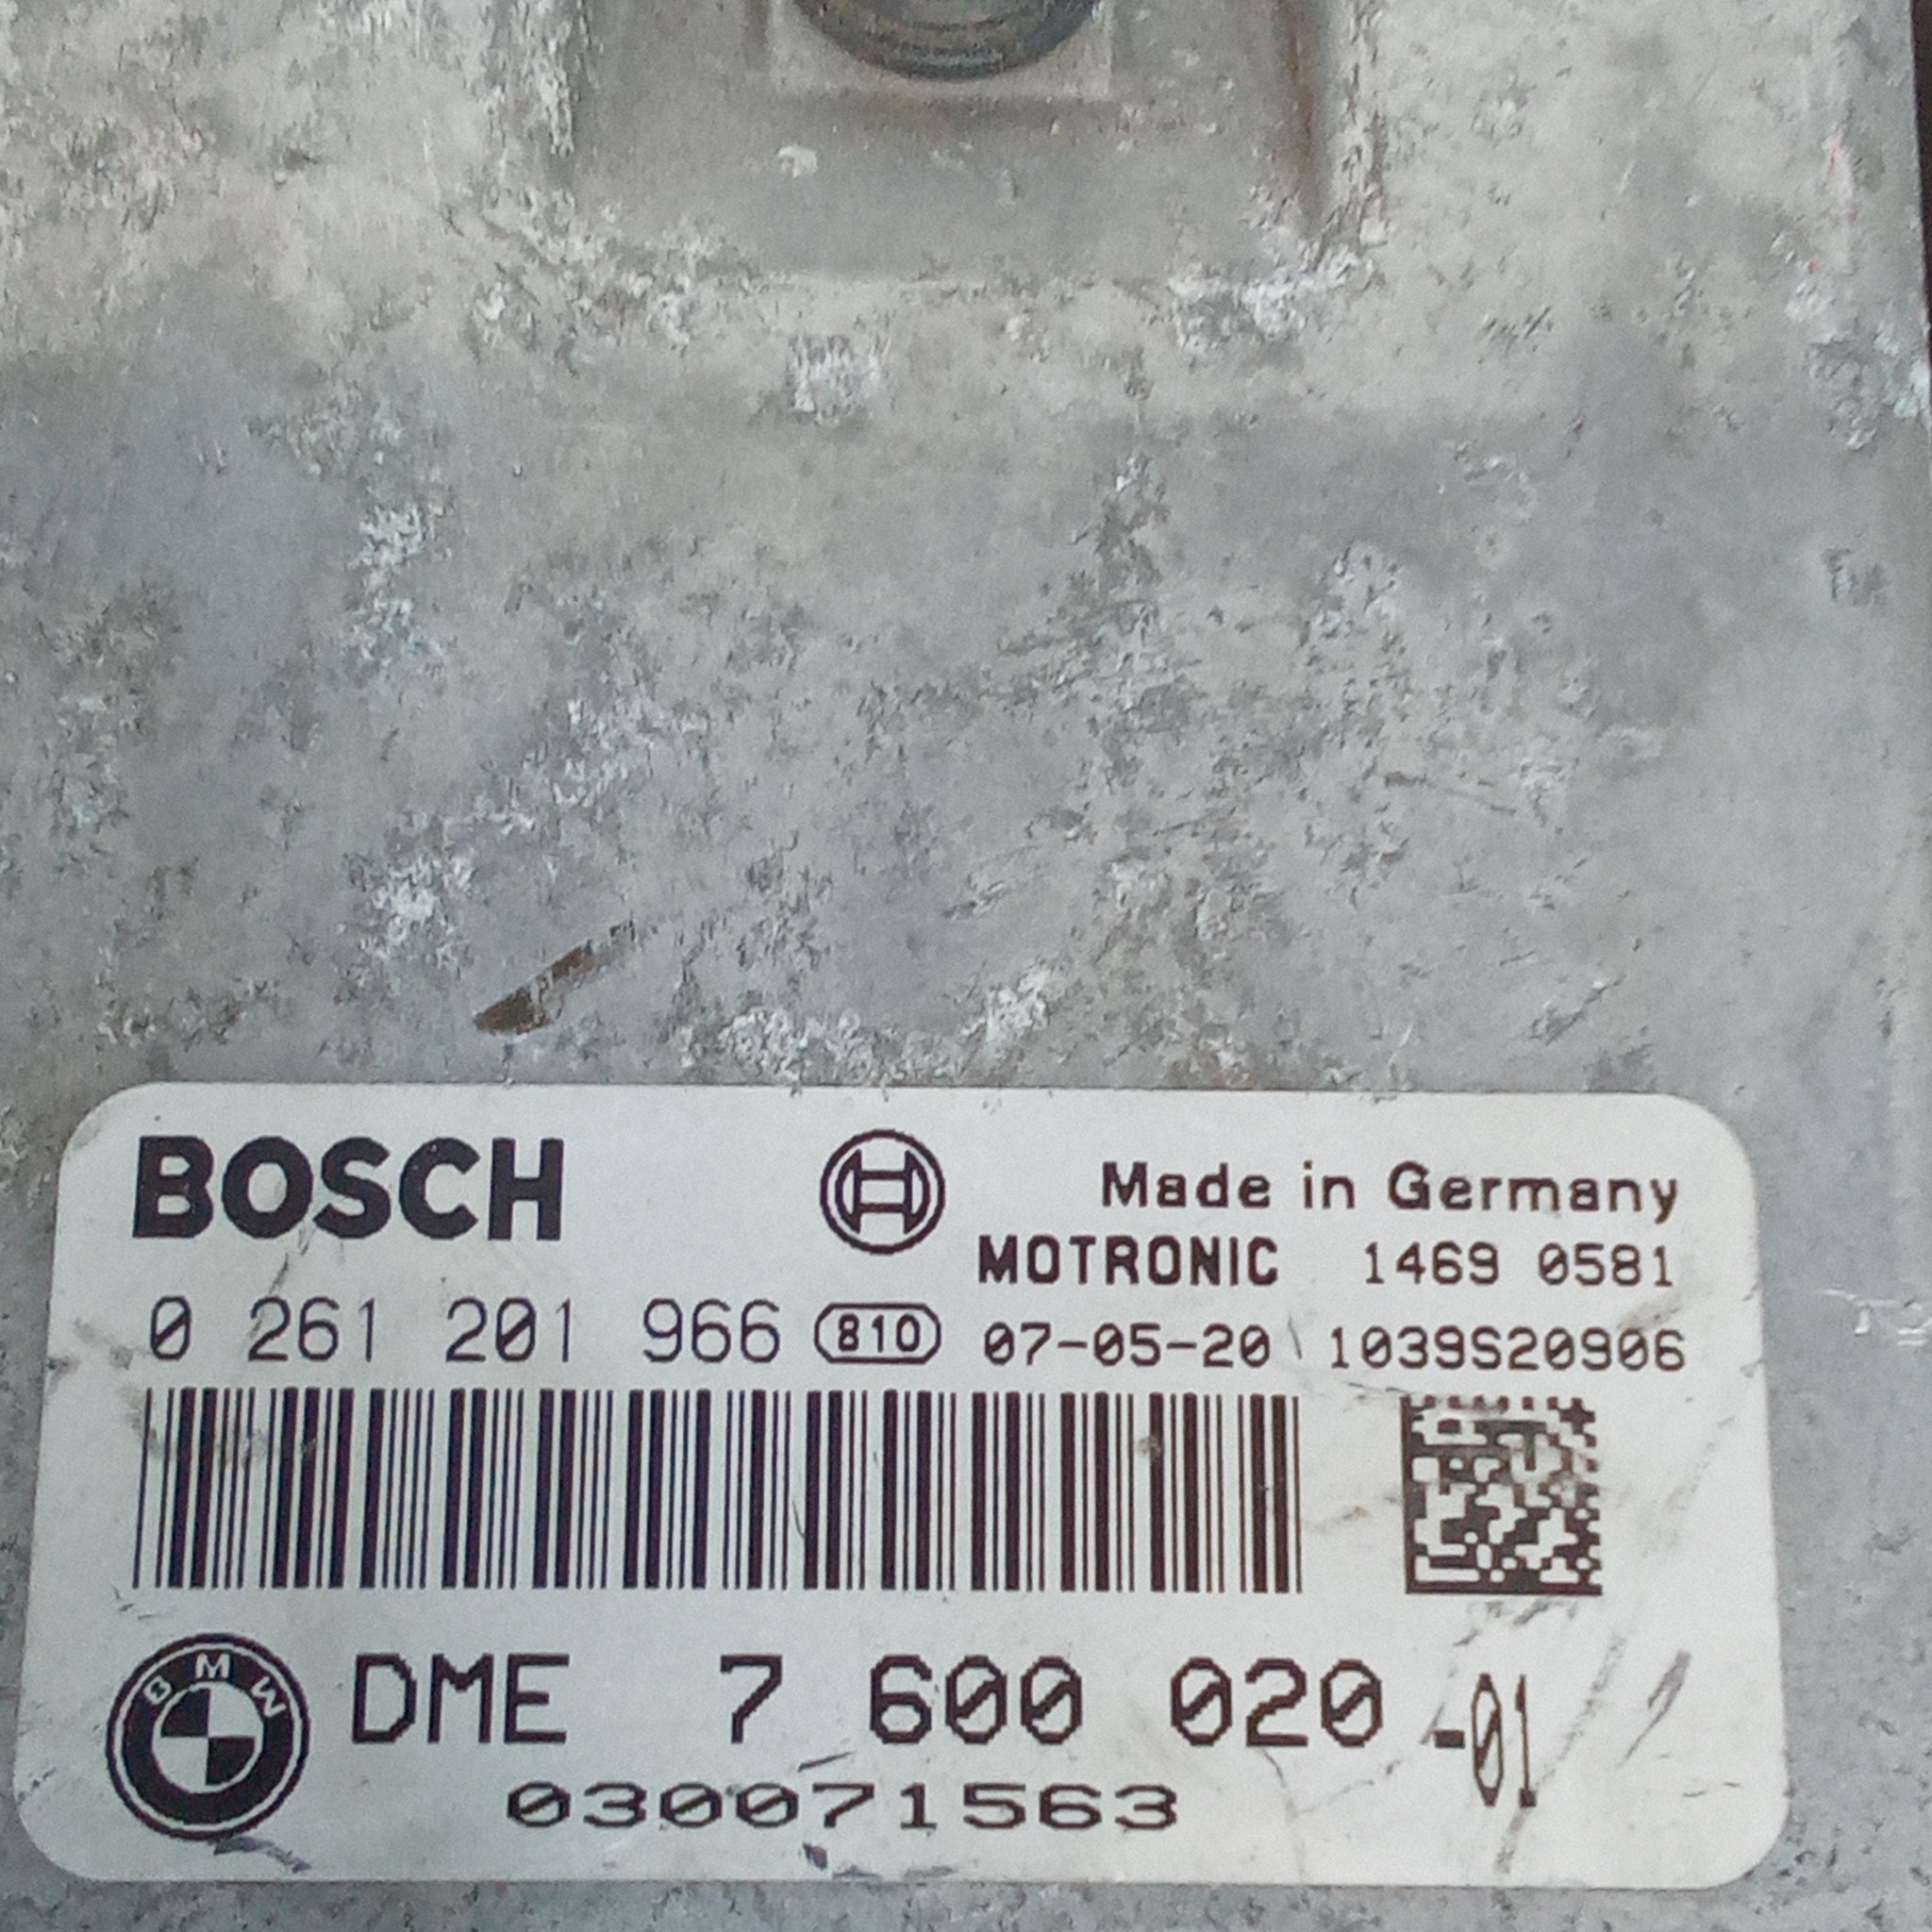 BOSCH
Made in Germany
MOTRONIC 1469 0581
0 261 201 966 810 07-05-20 1039S20906
BMW
DME 7 600 020 -01
030071563